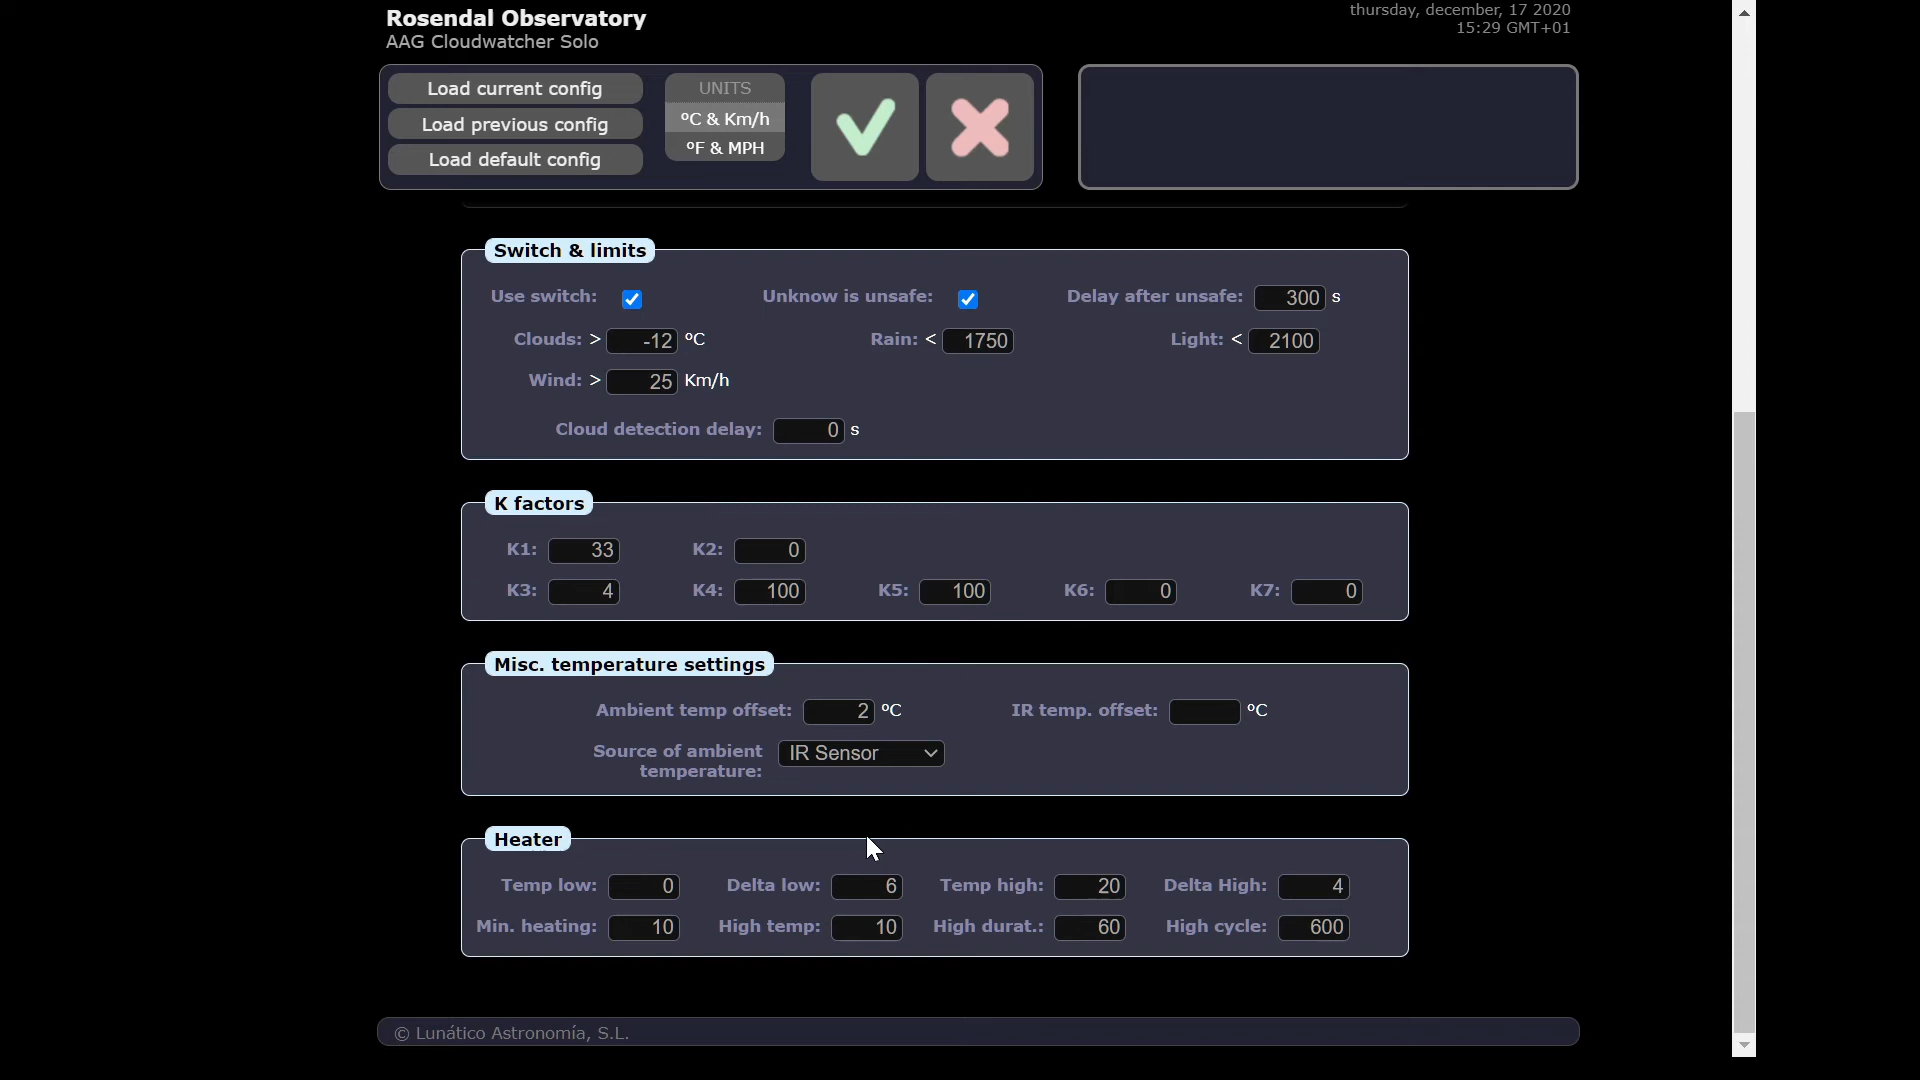 Rosendal Observatory
AAG Cloudwatcher Solo
thursday, december, 17 2020
15:29 GMT+01
Load current config
Load previous config
Load default config
UNITS
ºC & Km/h
ºF & MPH
Switch & limits
Use switch:
Unknow is unsafe:
Delay after unsafe: 300 s
Clouds: > -12 ºC
Rain: < 1750
Light: < 2100
Wind: > 25 Km/h
Cloud detection delay: 0 s
K factors
K1: 33
K2: 0
K3: 4
K4: 100
K5: 100
K6: 0
K7: 0
Misc. temperature settings
Ambient temp offset: 2 ºC
IR temp. offset: ºC
Source of ambient
temperature:
IR Sensor
Heater
Temp low: 0
Delta low: 6
Temp high: 20
Delta High: 4
Min. heating: 10
High temp: 10
High durat.: 60
High cycle: 600
© Lunático Astronomía, S.L.